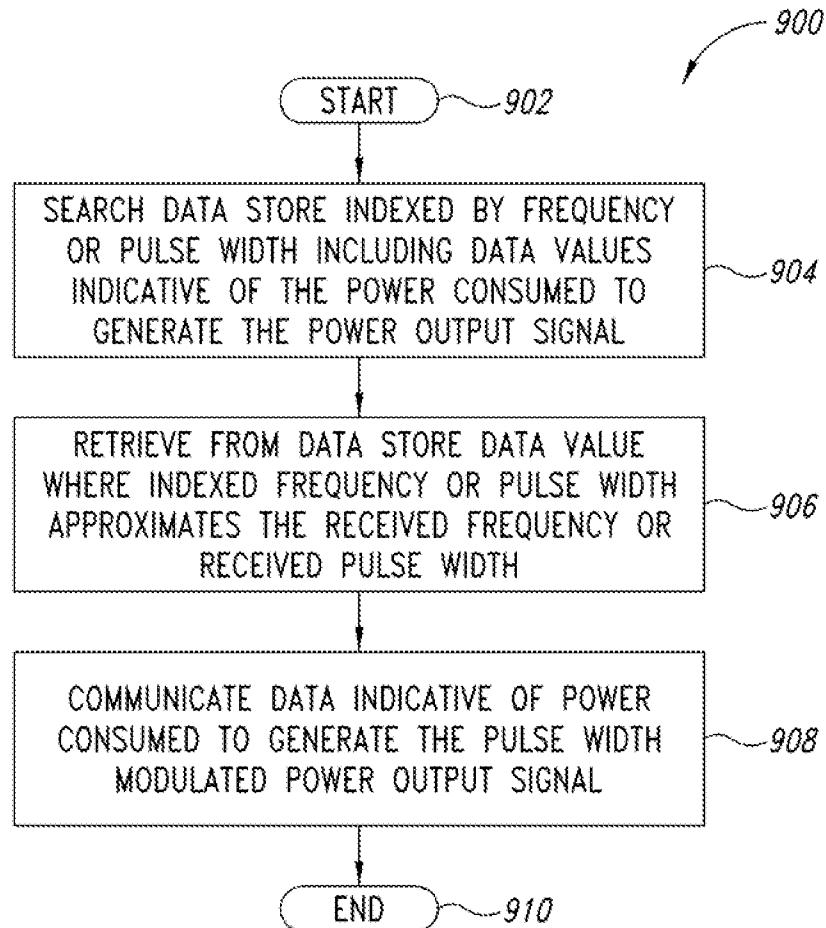 900
START
902
SEARCH DATA STORE INDEXED BY FREQUENCY
OR PULSE WIDTH INCLUDING DATA VALUES
INDICATIVE OF THE POWER CONSUMED TO
GENERATE THE POWER OUTPUT SIGNAL
904
RETRIEVE FROM DATA STORE DATA VALUE
WHERE INDEXED FREQUENCY OR PULSE WIDTH
APPROXIMATES THE RECEIVED FREQUENCY OR
RECEIVED PULSE WIDTH
906
COMMUNICATE DATA INDICATIVE OF POWER
CONSUMED TO GENERATE THE PULSE WIDTH
MODULATED POWER OUTPUT SIGNAL
908
END
910